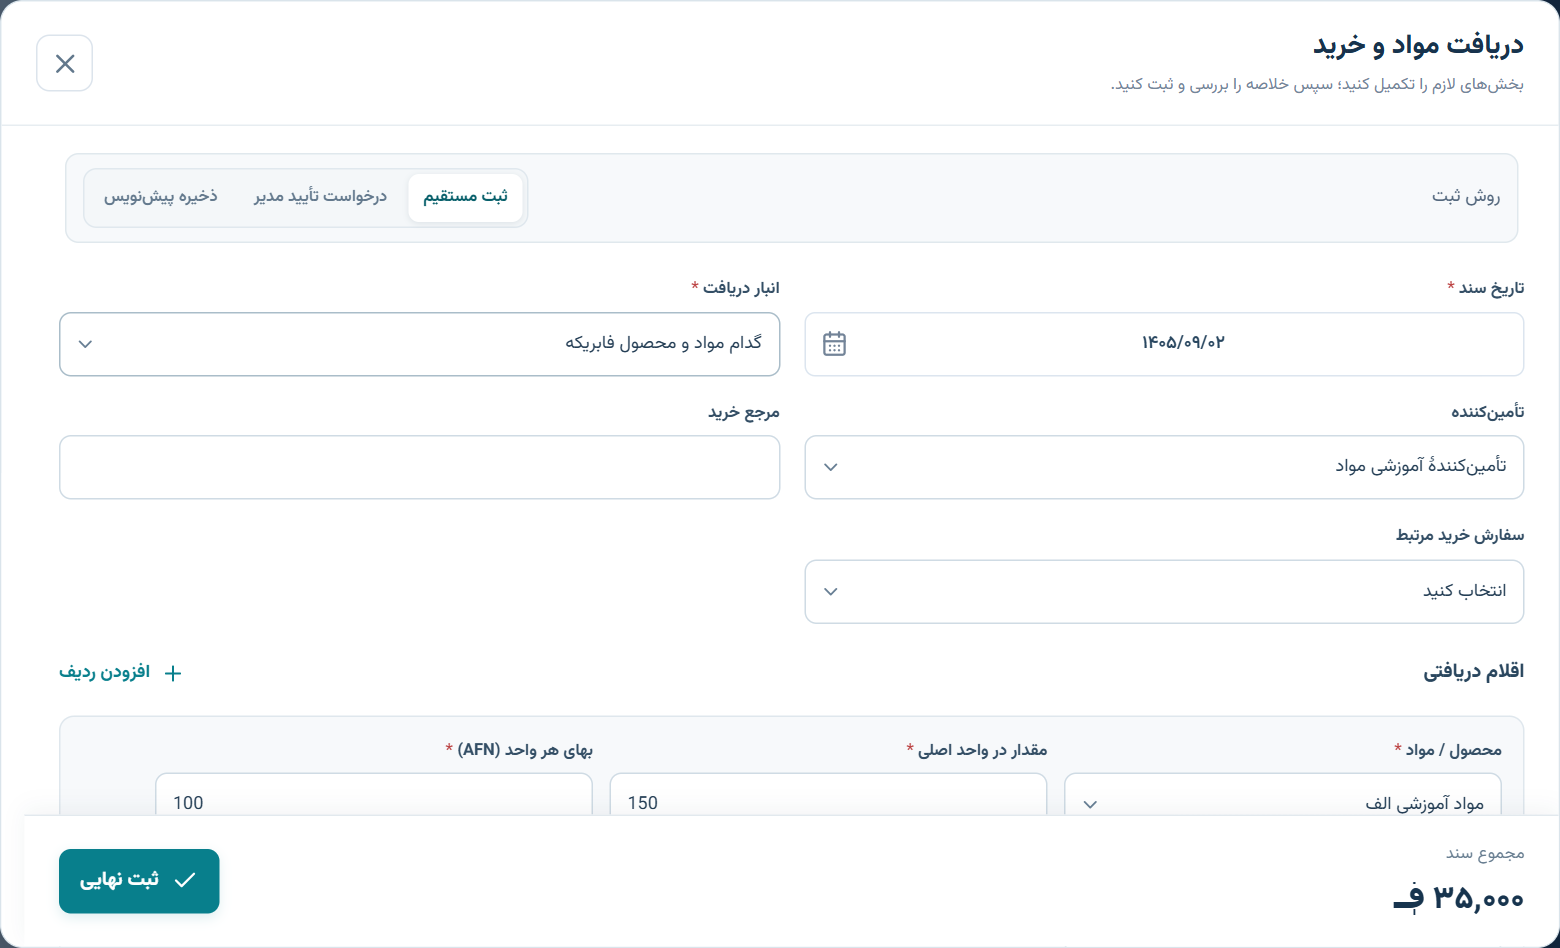 دریافت مواد و خرید
بخش‌های لازم را تکمیل کنید؛ سپس خلاصه را بررسی و ثبت کنید.
روش ثبت
ثبت مستقیم
درخواست تأیید مدیر
ذخیره پیش‌نویس
تاریخ سند *
انبار دریافت *
۱۴۰۵/۰۹/۰۲
گدام مواد و محصول فابریکه
تأمین‌کننده
مرجع خرید
تأمین‌کنندهٔ آموزشی مواد
سفارش خرید مرتبط
انتخاب کنید
اقلام دریافتی
افزودن ردیف
محصول / مواد *
مقدار در واحد اصلی *
بهای هر واحد (AFN) *
مواد آموزشی الف
150
100
مجموع سند
۳۵,۰۰۰ ؋
ثبت نهایی